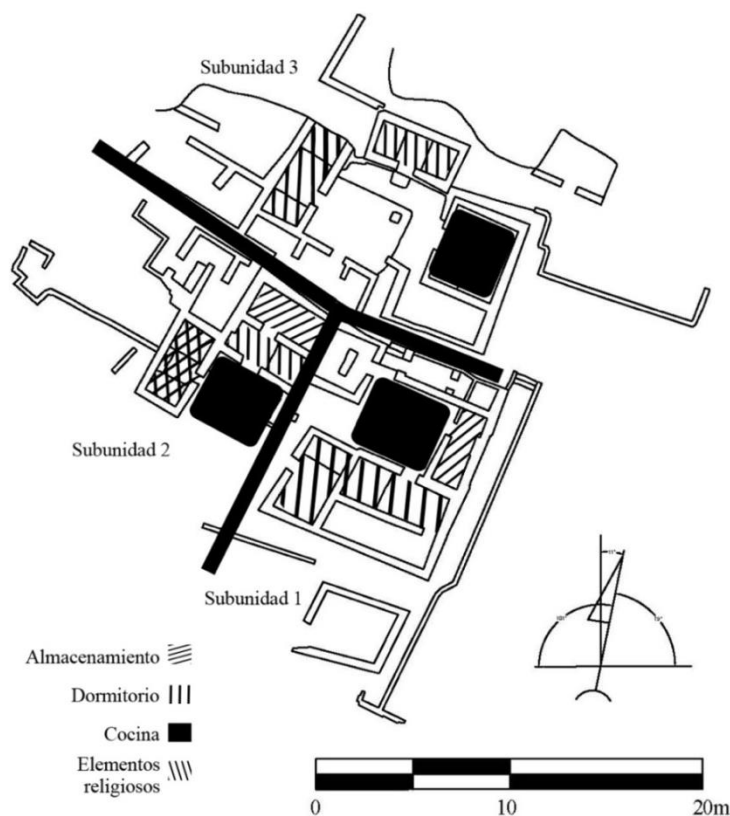 Subunidad 3
Subunidad 2
Subunidad 1
Almacenamiento
Dormitorio
Cocina
Elementos
religiosos
0 10 20m